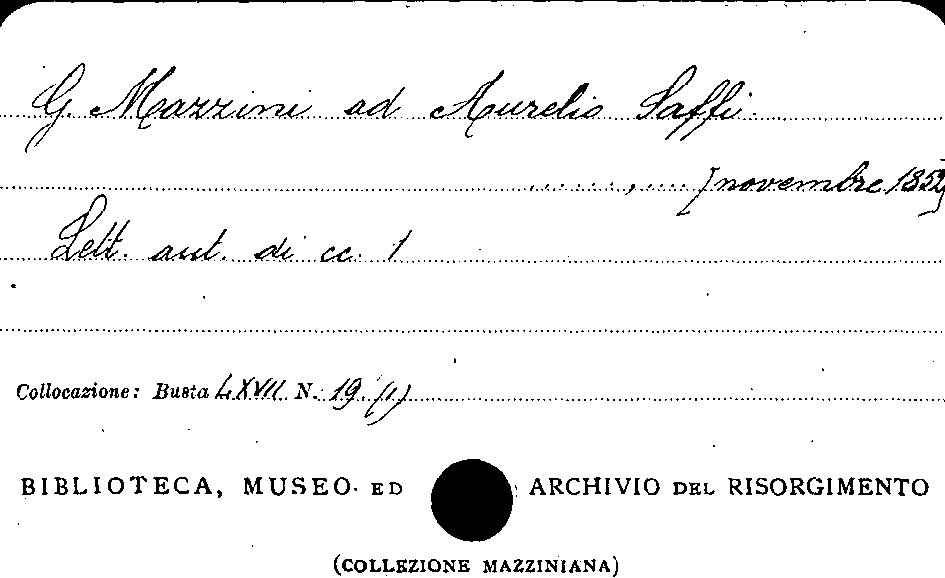 G. Mazzini ad Aurelio Saffi.
......, .... [novembre 1852]
Lett. aut. di cc. 1
Collocazione: Busta LXVII N. 19 (1)
BIBLIOTECA, MUSEO ED ARCHIVIO DEL RISORGIMENTO
(COLLEZIONE MAZZINIANA)